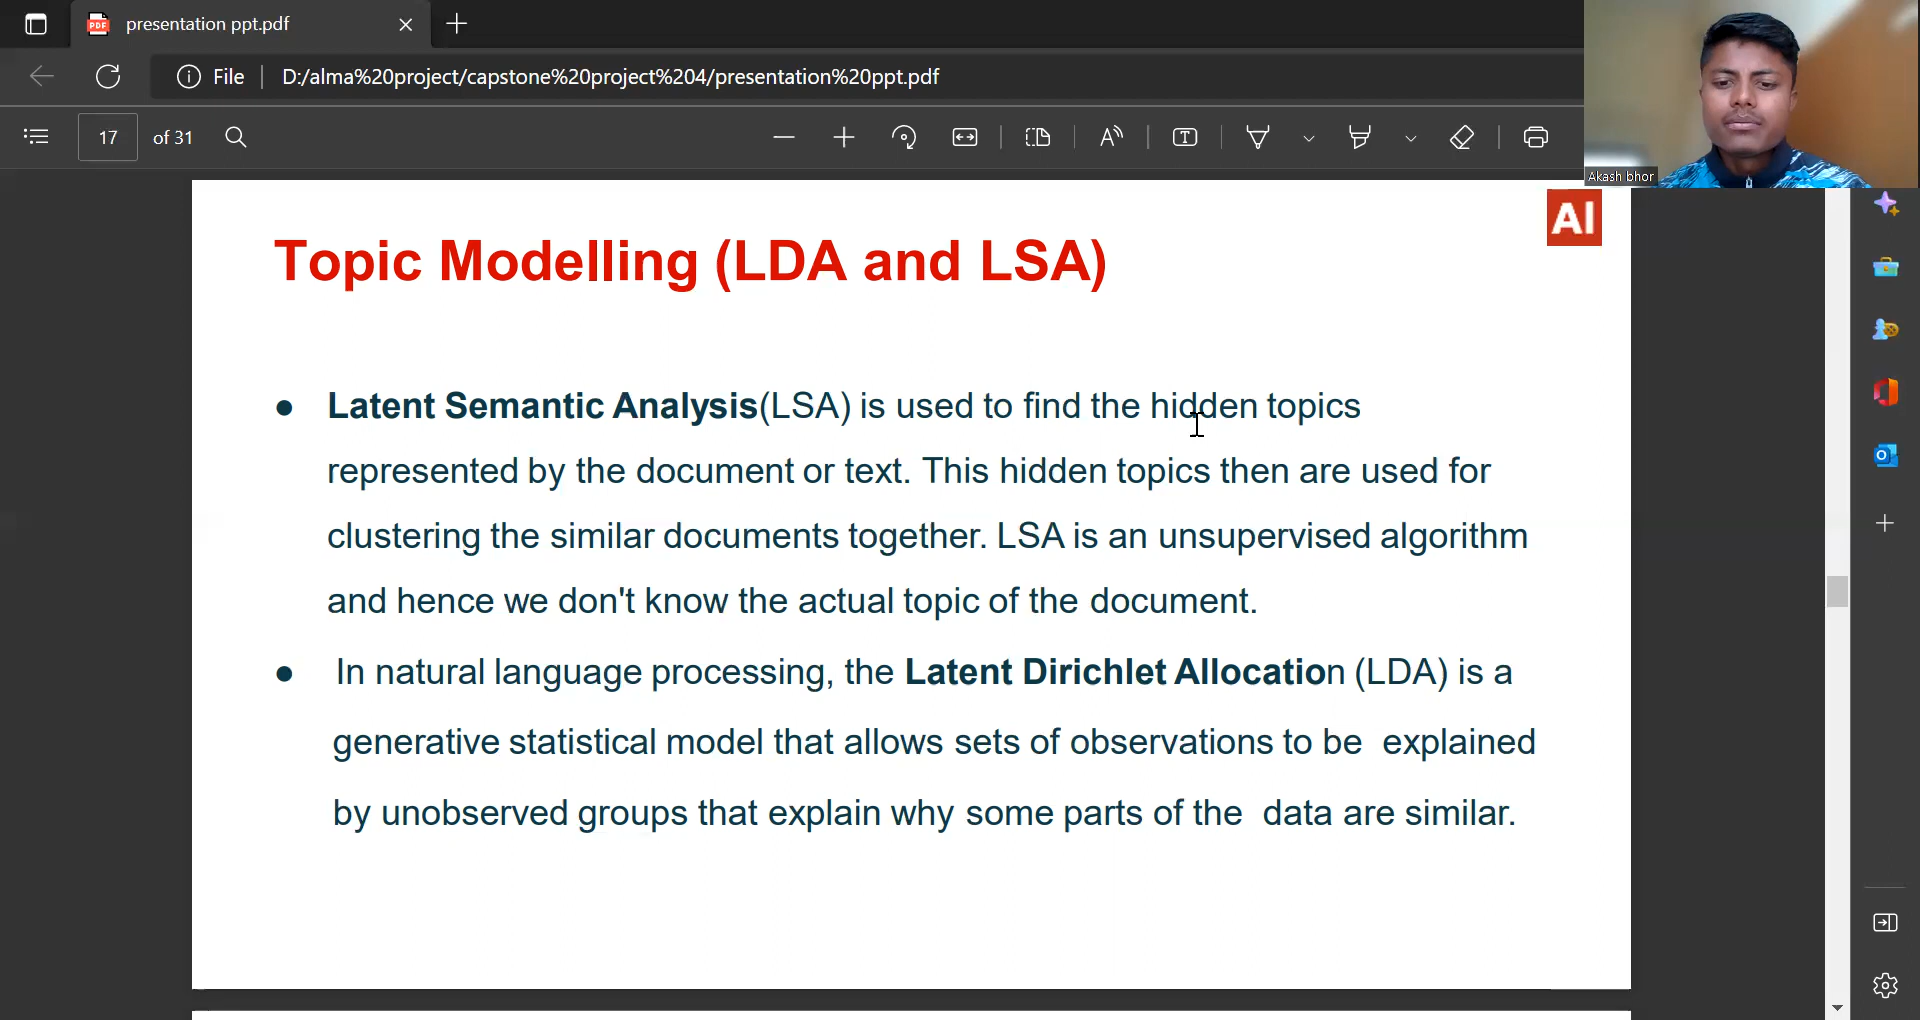 presentation ppt.pdf
File
D:/alma%20project/capstone%20project%204/presentation%20ppt.pdf
17 of 31
Akash bhor
AI
Topic Modelling (LDA and LSA)
● Latent Semantic Analysis(LSA) is used to find the hidden topics
represented by the document or text. This hidden topics then are used for
clustering the similar documents together. LSA is an unsupervised algorithm
and hence we don't know the actual topic of the document.
● In natural language processing, the Latent Dirichlet Allocation (LDA) is a
generative statistical model that allows sets of observations to be explained
by unobserved groups that explain why some parts of the data are similar.